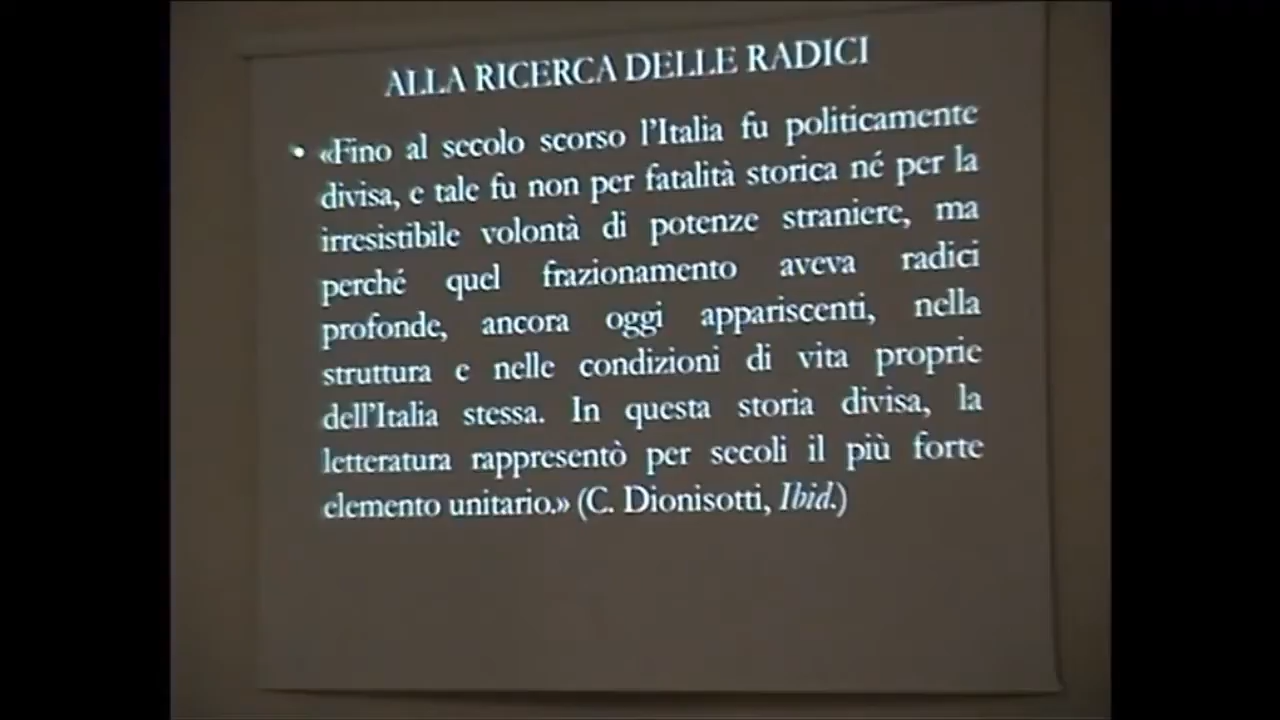 ALLA RICERCA DELLE RADICI
• «Fino al secolo scorso l'Italia fu politicamente
divisa, e tale fu non per fatalità storica né per la
irresistibile volontà di potenze straniere, ma
perché quel frazionamento aveva radici
profonde, ancora oggi appariscenti, nella
struttura e nelle condizioni di vita proprie
dell'Italia stessa. In questa storia divisa, la
letteratura rappresentò per secoli il più forte
elemento unitario.» (C. Dionisotti, Ibid.)